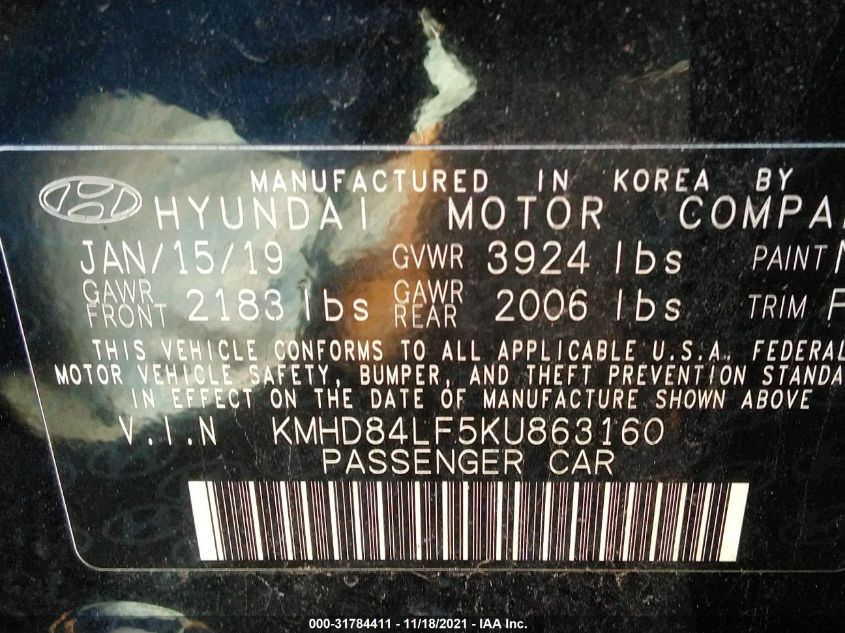 MANUFACTURED IN KOREA BY
HYUNDAI MOTOR COMPA
JAN/15/19 GVWR 3924 lbs PAINT
GAWR FRONT 2183 lbs GAWR REAR 2006 lbs TRIM
THIS VEHICLE CONFORMS TO ALL APPLICABLE U.S.A. FEDERAL
MOTOR VEHICLE SAFETY, BUMPER, AND THEFT PREVENTION STANDA
IN EFFECT ON THE DATE OF MANUFACTURE SHOWN ABOVE
V.I.N KMHD84LF5KU863160
PASSENGER CAR
000-31784411 - 11/18/2021 - IAA Inc.